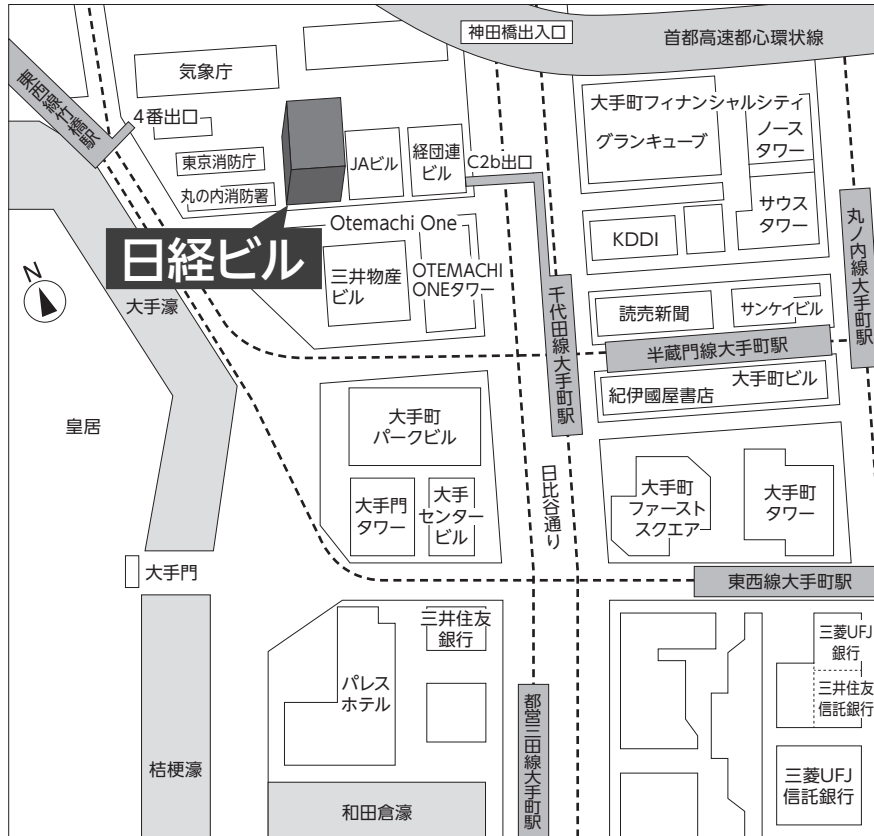 神田橋出入口
首都高速都心環状線
気象庁
東西線竹橋駅
4番出口
大手町フィナンシャルシティ
グランキューブ
ノース
タワー
東京消防庁
丸の内消防署
JAビル
経団連
ビル
C2b出口
サウス
タワー
丸ノ内線大手町駅
Otemachi One
KDDI
日経ビル
三井物産
ビル
OTEMACHI
ONEタワー
N
大手濠
千代田線大手町駅
読売新聞
サンケイビル
半蔵門線大手町駅
大手町ビル
紀伊國屋書店
皇居
大手町
パークビル
日比谷通り
大手門
タワー
大手
センター
ビル
大手町
ファースト
スクエア
大手町
タワー
大手門
東西線大手町駅
三井住友
銀行
三菱UFJ
銀行
パレス
ホテル
三井住友
信託銀行
都営三田線大手町駅
桔梗濠
和田倉濠
三菱UFJ
信託銀行